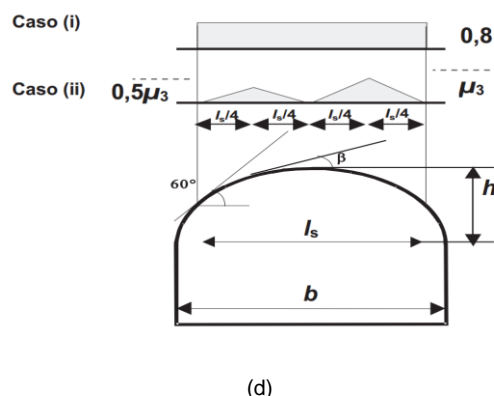 Caso (i)
0,8
Caso (ii)
0,5μ₃
μ₃
lₛ/4 lₛ/4 lₛ/4 lₛ/4
β
60°
h
lₛ
b
(d)